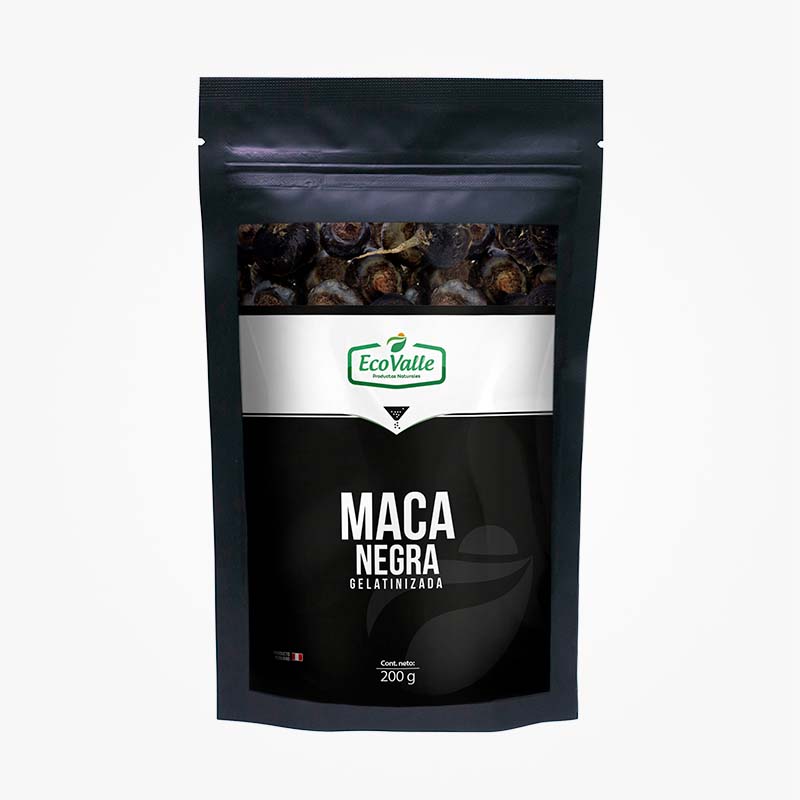 EcoValle
Productos Naturales
MACA
NEGRA
GELATINIZADA
Cont. neto:
200 g